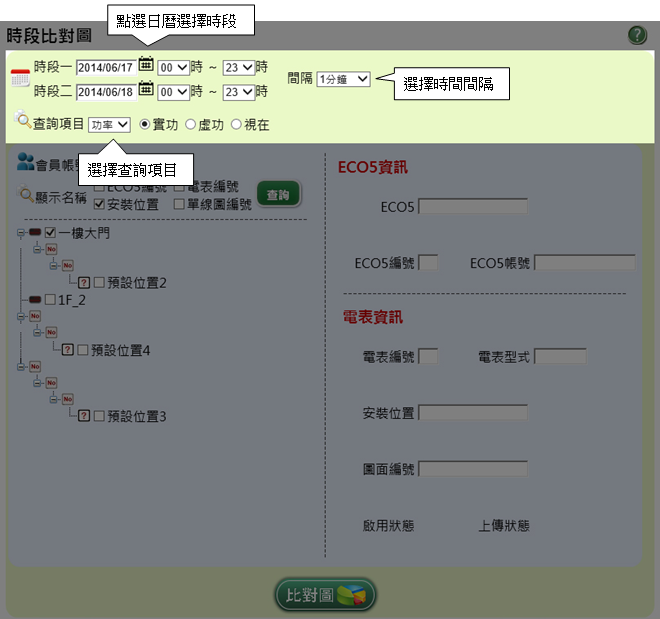 點選日曆選擇時段
時段比對圖
?
時段一 2014/06/17 00 時 ~ 23 時
間隔 1分鐘
選擇時間間隔
時段二 2014/06/18 00 時 ~ 23 時
查詢項目 功率 實功 虛功 視在
選擇查詢項目
會員帳號
ECO5資訊
顯示名稱 ECO5編號 電表編號
安裝位置 單線圖編號
查詢
ECO5
一樓大門
No
No
? 預設位置2
ECO5編號 ECO5帳號
1F_2
No
No
? 預設位置4
電表資訊
電表編號 電表型式
No
No
No
? 預設位置3
安裝位置
圖面編號
啟用狀態 上傳狀態
比對圖